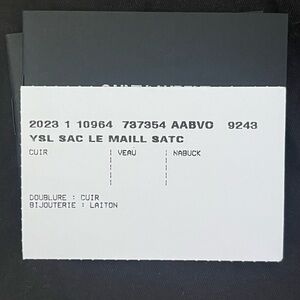 2023 1 10964 737354 AABVO 9243
YSL SAC LE MAILL SATC
CUIR VEAU NABUCK
DOUBLURE : CUIR
BIJOUTERIE : LAITON